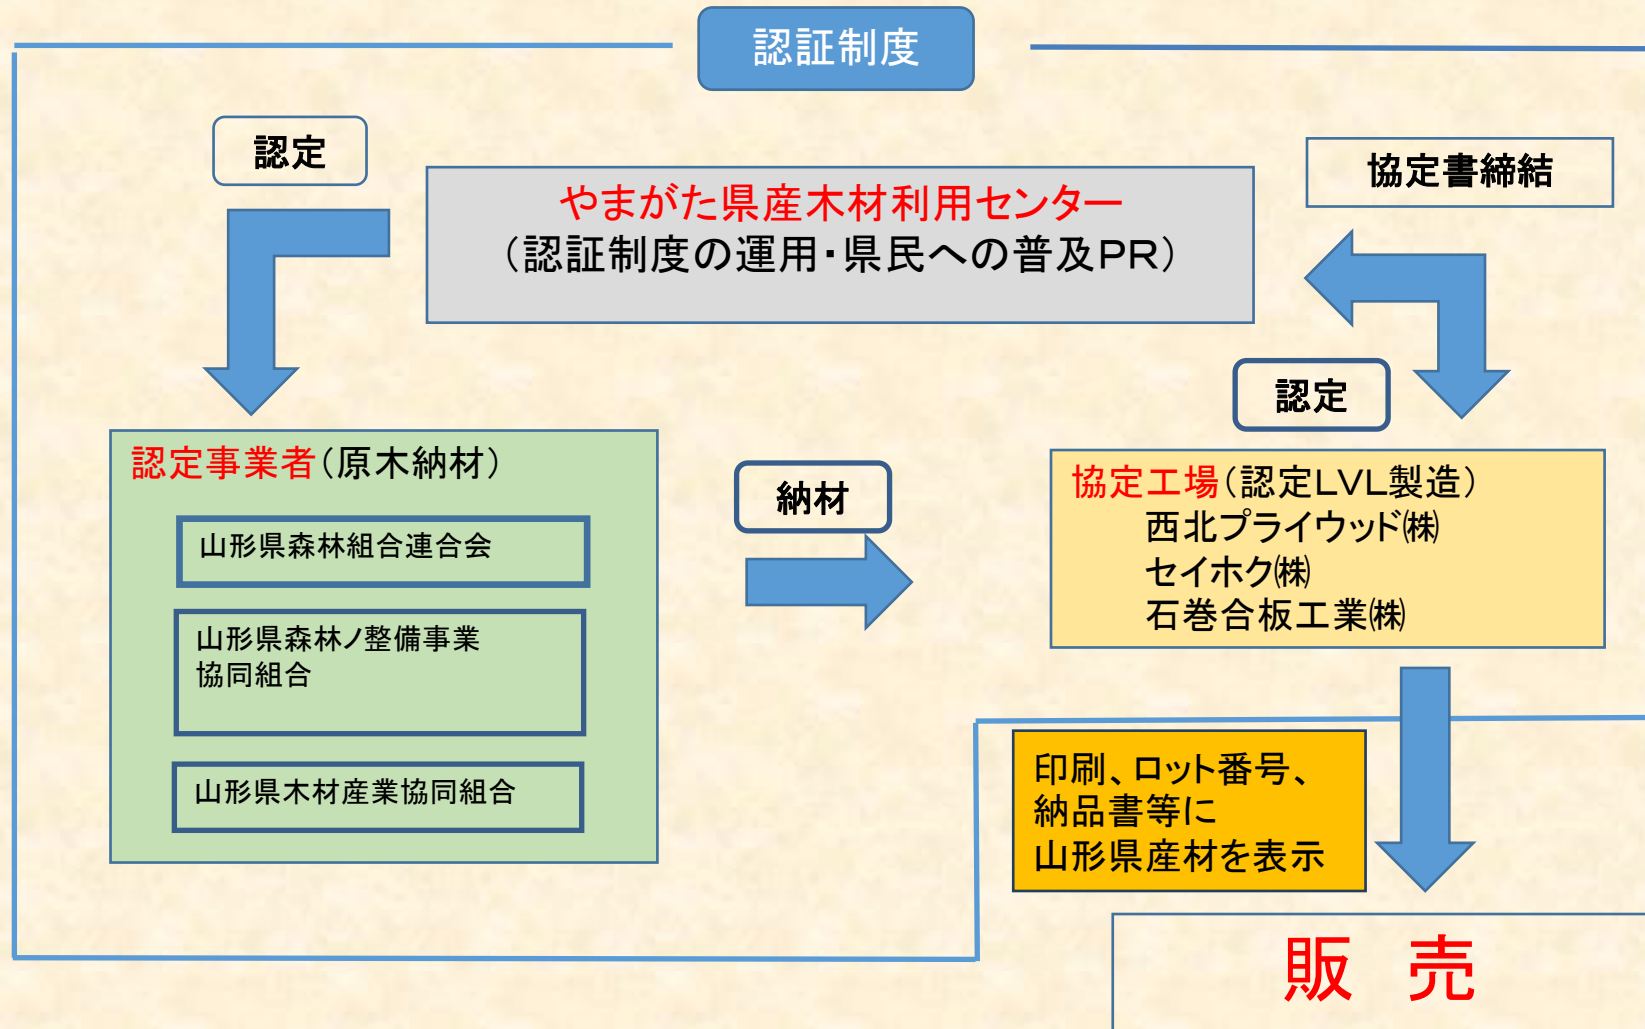 認証制度
認定
協定書締結
やまがた県産木材利用センター
（認証制度の運用・県民への普及PR）
認定
認定事業者（原木納材）
山形県森林組合連合会
山形県森林ノ整備事業
協同組合
山形県木材産業協同組合
納材
協定工場（認定LVL製造）
西北プライウッド㈱
セイホク㈱
石巻合板工業㈱
印刷、ロット番号、
納品書等に
山形県産材を表示
販　売